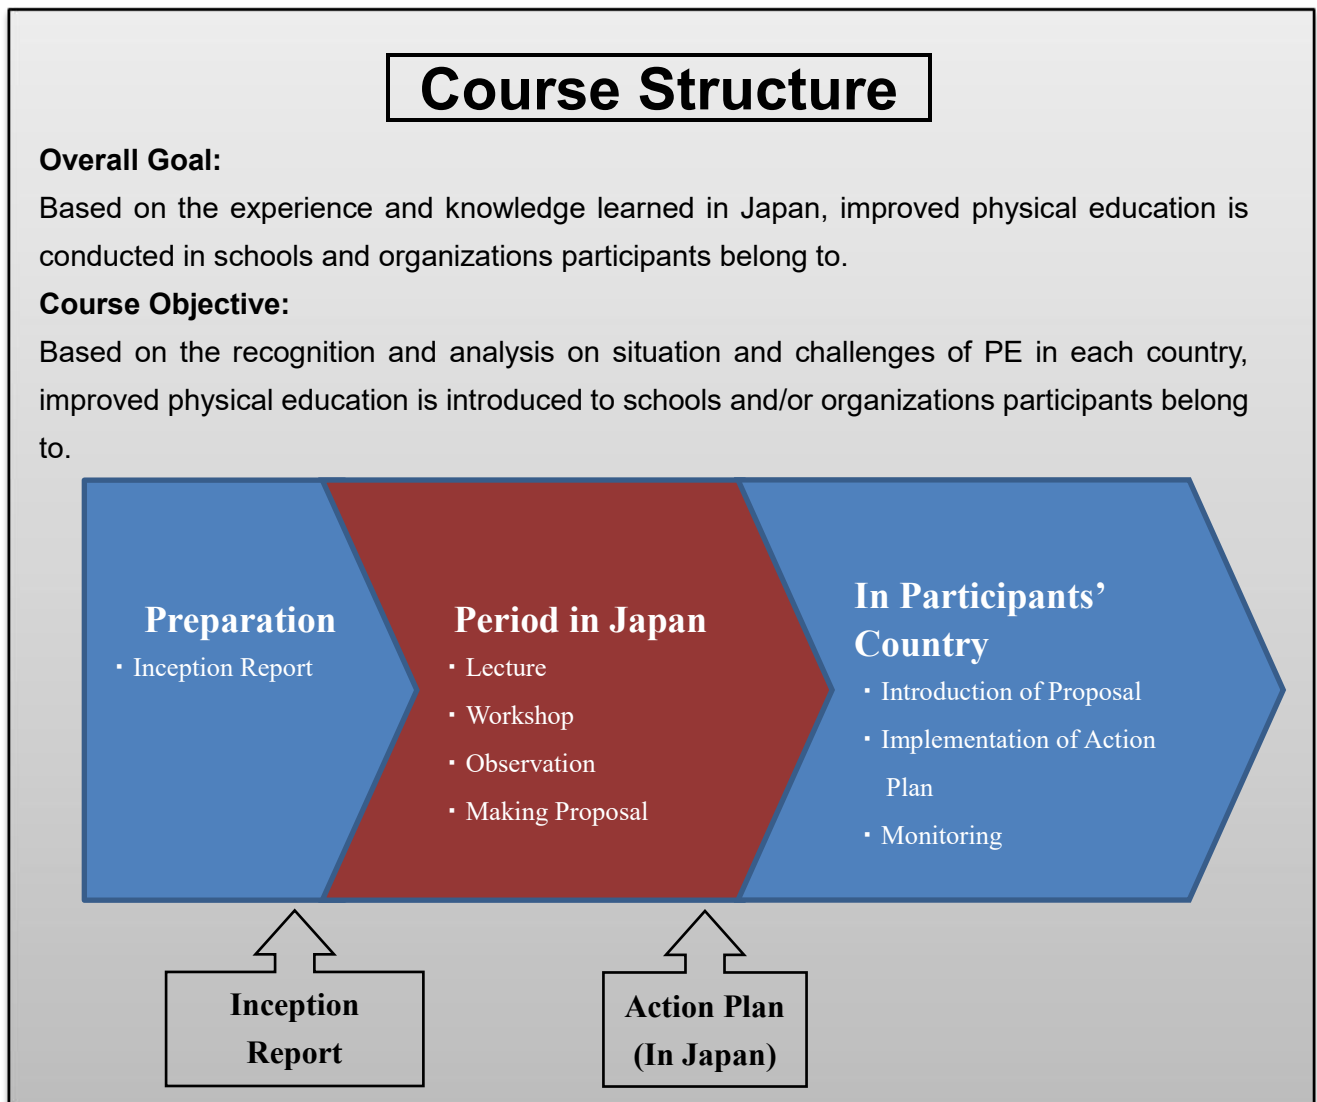 Course Structure
Overall Goal:
Based on the experience and knowledge learned in Japan, improved physical education is
conducted in schools and organizations participants belong to.
Course Objective:
Based on the recognition and analysis on situation and challenges of PE in each country,
improved physical education is introduced to schools and/or organizations participants belong
to.
Preparation
・Inception Report
Period in Japan
・Lecture
・Workshop
・Observation
・Making Proposal
In Participants’
Country
・Introduction of Proposal
・Implementation of Action
Plan
・Monitoring
Inception
Report
Action Plan
(In Japan)